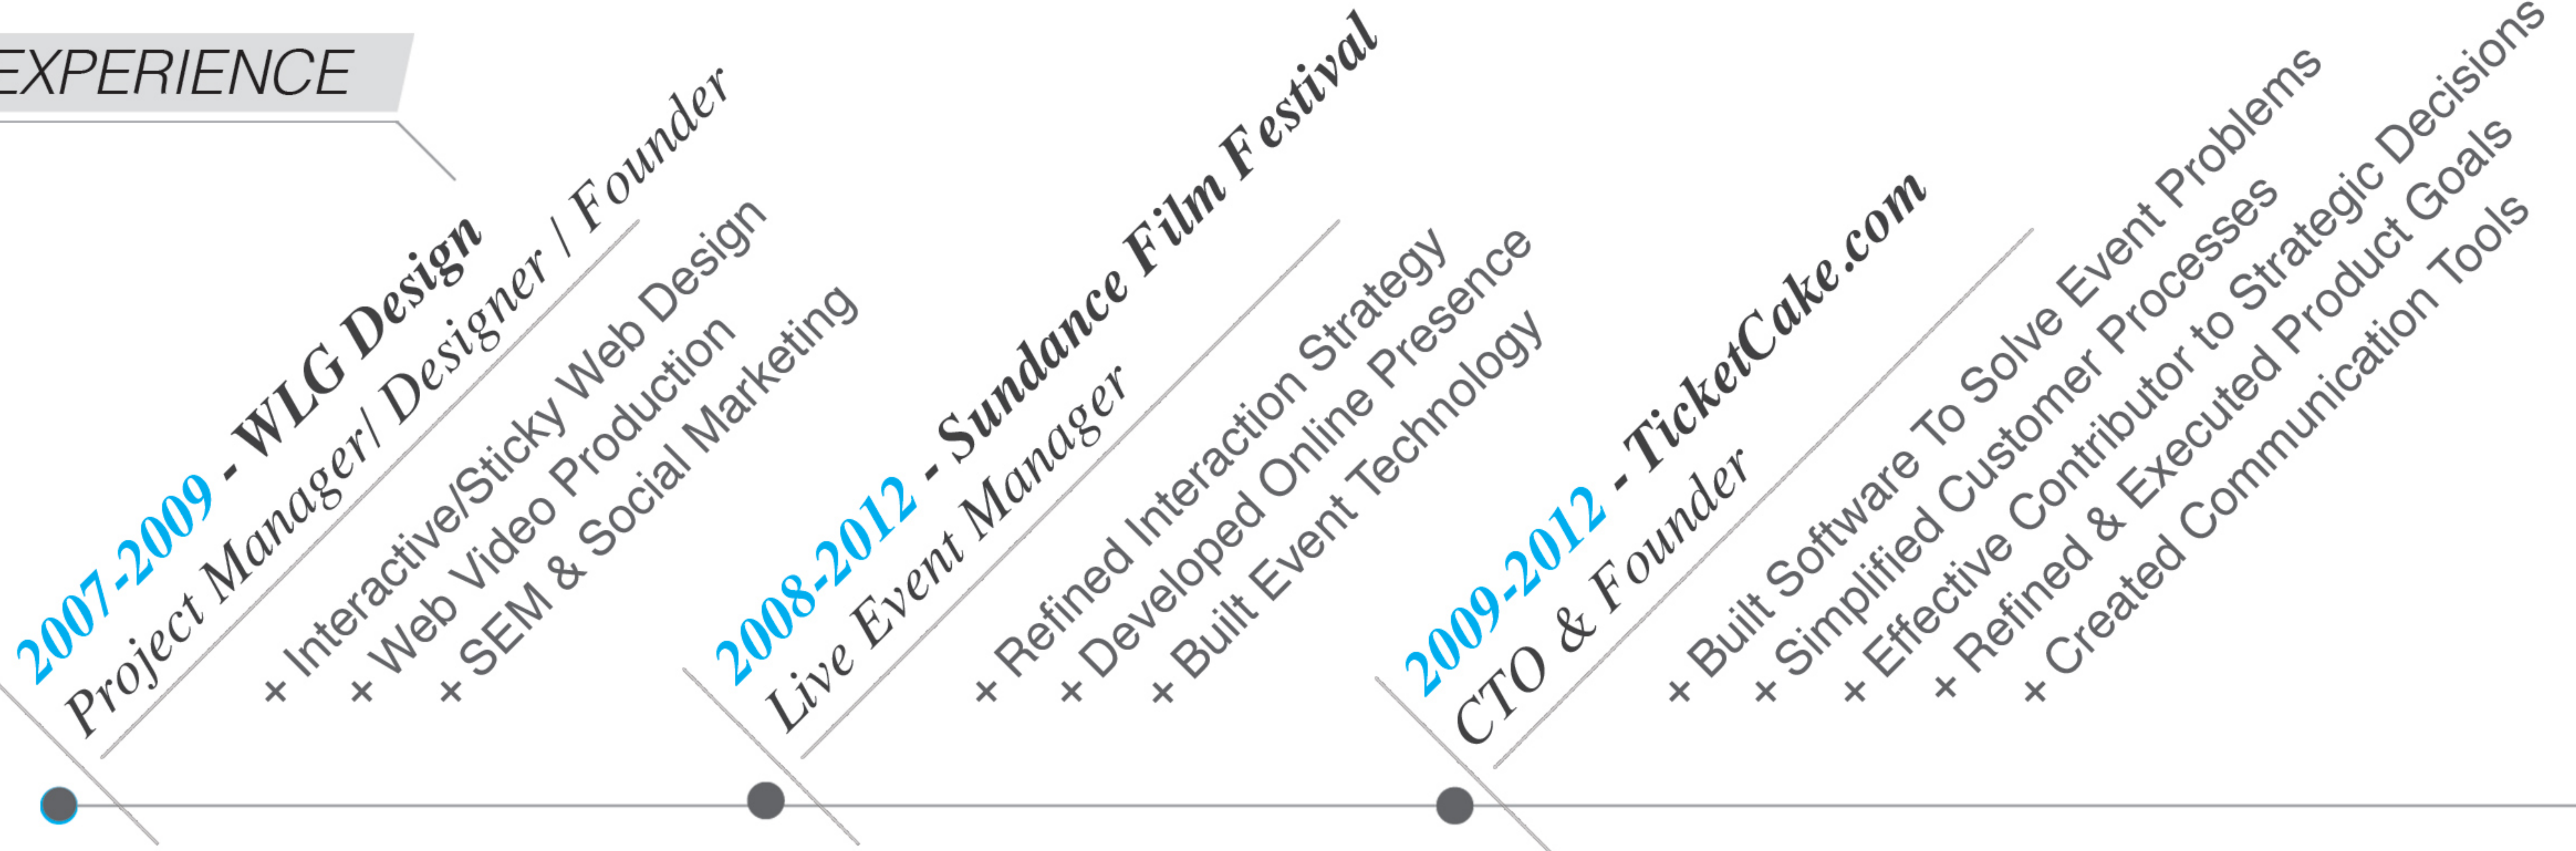 EXPERIENCE
2007-2009 - WLG Design
Project Manager/ Designer / Founder
+ Interactive/Sticky Web Design
+ Web Video Production
+ SEM & Social Marketing
2008-2012 - Sundance Film Festival
Live Event Manager
+ Refined Interaction Strategy
+ Developed Online Presence
+ Built Event Technology
2009-2012 - TicketCake.com
CTO & Founder
+ Built Software To Solve Event Problems
+ Simplified Customer Processes
+ Effective Contributor to Strategic Decisions
+ Refined & Executed Product Goals
+ Created Communication Tools